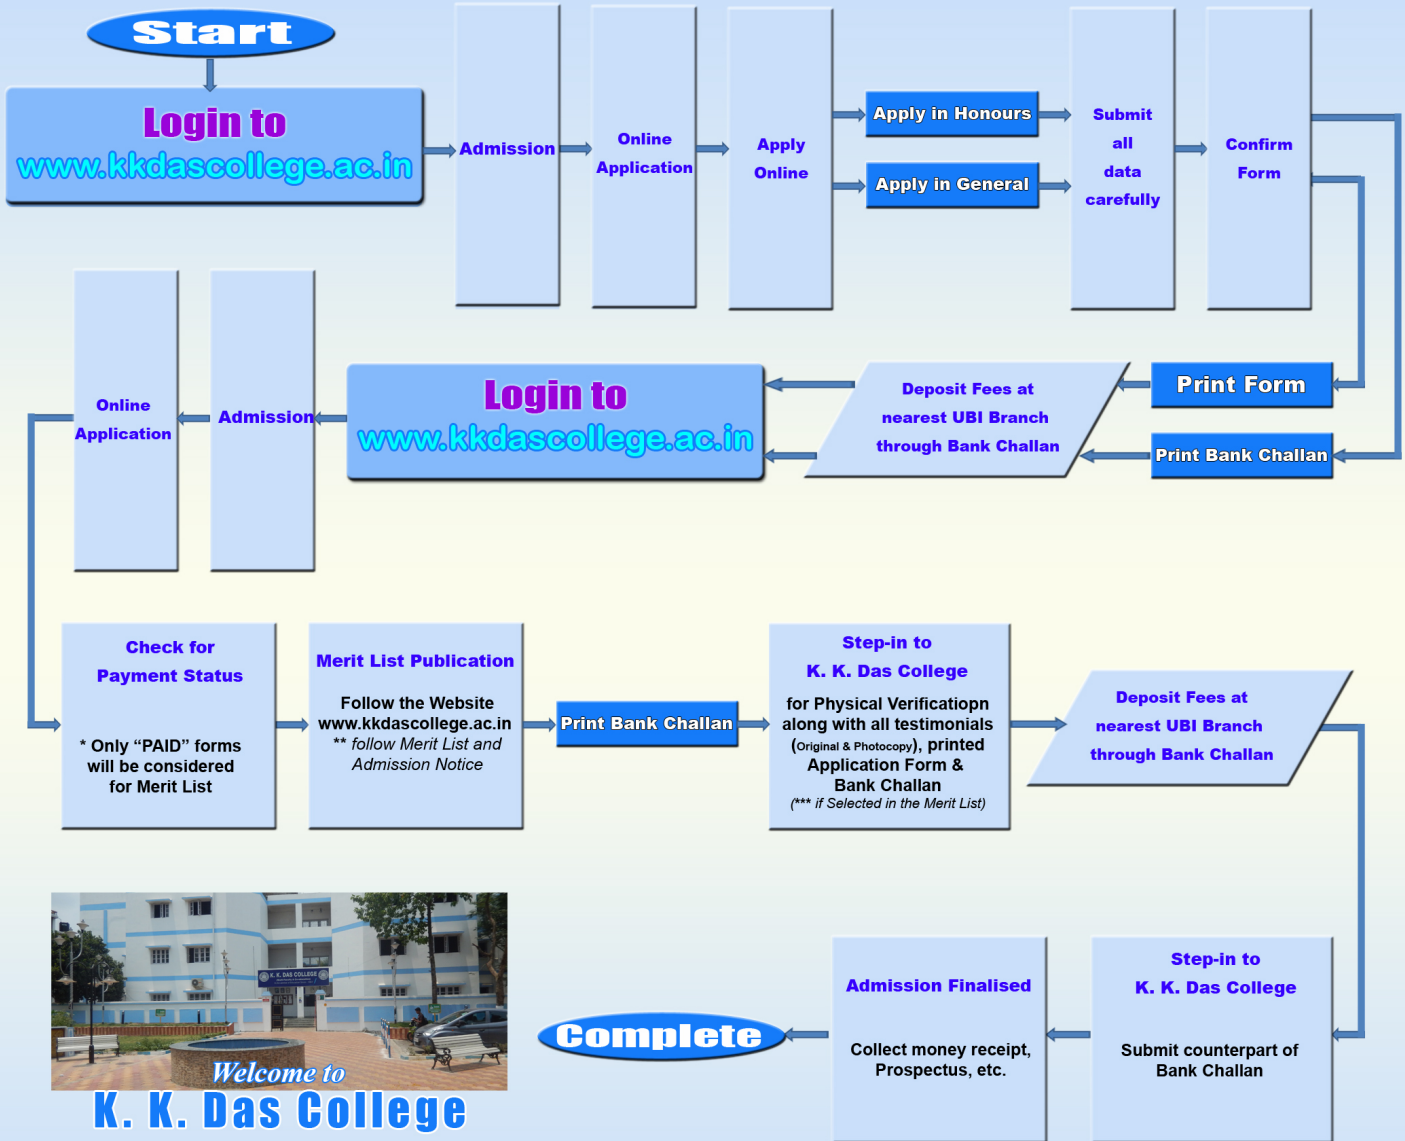 Start
Login to
www.kkdascollege.ac.in
Admission
Online
Application
Apply
Online
Apply in Honours
Apply in General
Submit
all
data
carefully
Confirm
Form
Print Form
Print Bank Challan
Deposit Fees at
nearest UBI Branch
through Bank Challan
Login to
www.kkdascollege.ac.in
Admission
Online
Application
Check for
Payment Status
* Only “PAID” forms
will be considered
for Merit List
Merit List Publication
Follow the Website
www.kkdascollege.ac.in
** follow Merit List and
Admission Notice
Print Bank Challan
Step-in to
K. K. Das College
for Physical Verificatiopn
along with all testimonials
(Original & Photocopy), printed
Application Form &
Bank Challan
(*** if Selected in the Merit List)
Deposit Fees at
nearest UBI Branch
through Bank Challan
Step-in to
K. K. Das College
Submit counterpart of
Bank Challan
Admission Finalised
Collect money receipt,
Prospectus, etc.
Complete
K. K. DAS COLLEGE
Welcome to
K. K. Das College